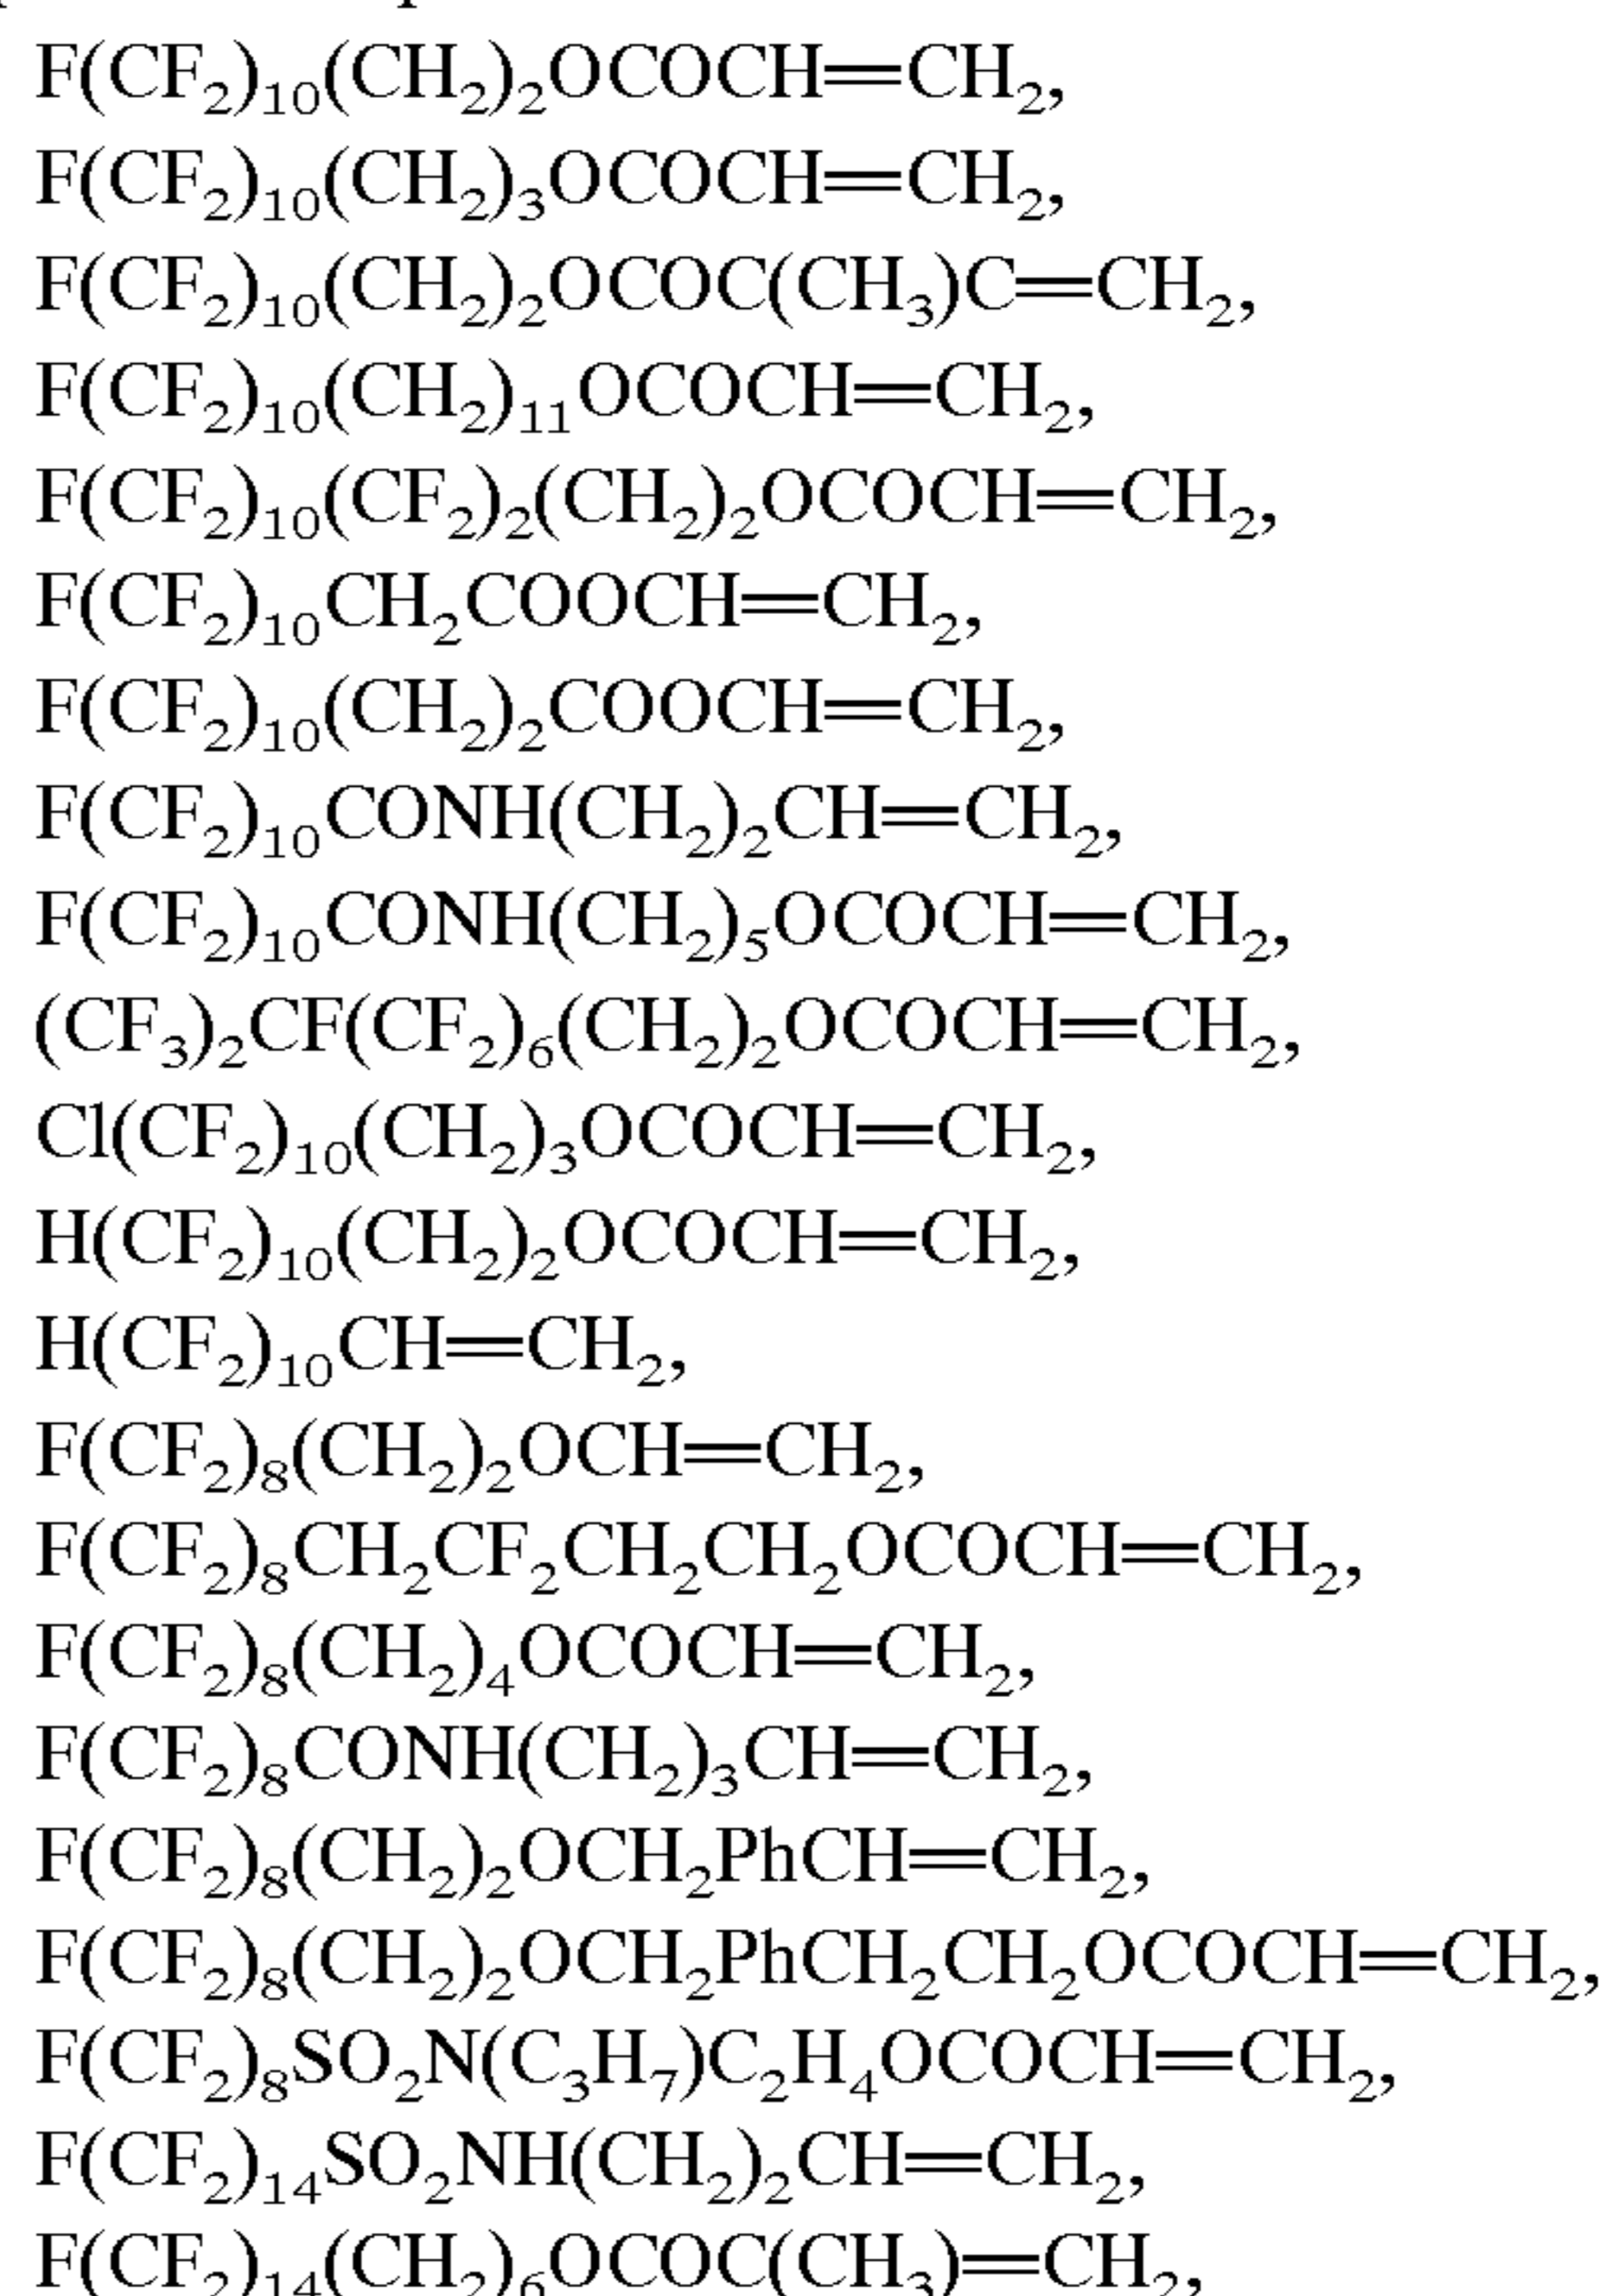 F(CF₂)₁₀(CH₂)₂OCOCH=CH₂,
F(CF₂)₁₀(CH₂)₃OCOCH=CH₂,
F(CF₂)₁₀(CH₂)₂OCOC(CH₃)C=CH₂,
F(CF₂)₁₀(CH₂)₁₁OCOCH=CH₂,
F(CF₂)₁₀(CF₂)₂(CH₂)₂OCOCH=CH₂,
F(CF₂)₁₀CH₂COOCH=CH₂,
F(CF₂)₁₀(CH₂)₂COOCH=CH₂,
F(CF₂)₁₀CONH(CH₂)₂CH=CH₂,
F(CF₂)₁₀CONH(CH₂)₅OCOCH=CH₂,
(CF₃)₂CF(CF₂)₆(CH₂)₂OCOCH=CH₂,
Cl(CF₂)₁₀(CH₂)₃OCOCH=CH₂,
H(CF₂)₁₀(CH₂)₂OCOCH=CH₂,
H(CF₂)₁₀CH=CH₂,
F(CF₂)₈(CH₂)₂OCH=CH₂,
F(CF₂)₈CH₂CF₂CH₂CH₂OCOCH=CH₂,
F(CF₂)₈(CH₂)₄OCOCH=CH₂,
F(CF₂)₈CONH(CH₂)₃CH=CH₂,
F(CF₂)₈(CH₂)₂OCH₂PhCH=CH₂,
F(CF₂)₈(CH₂)₂OCH₂PhCH₂CH₂OCOCH=CH₂,
F(CF₂)₈SO₂N(C₃H₇)C₂H₄OCOCH=CH₂,
F(CF₂)₁₄SO₂NH(CH₂)₂CH=CH₂,
F(CF₂)₁₄(CH₂)₆OCOC(CH₃)=CH₂,